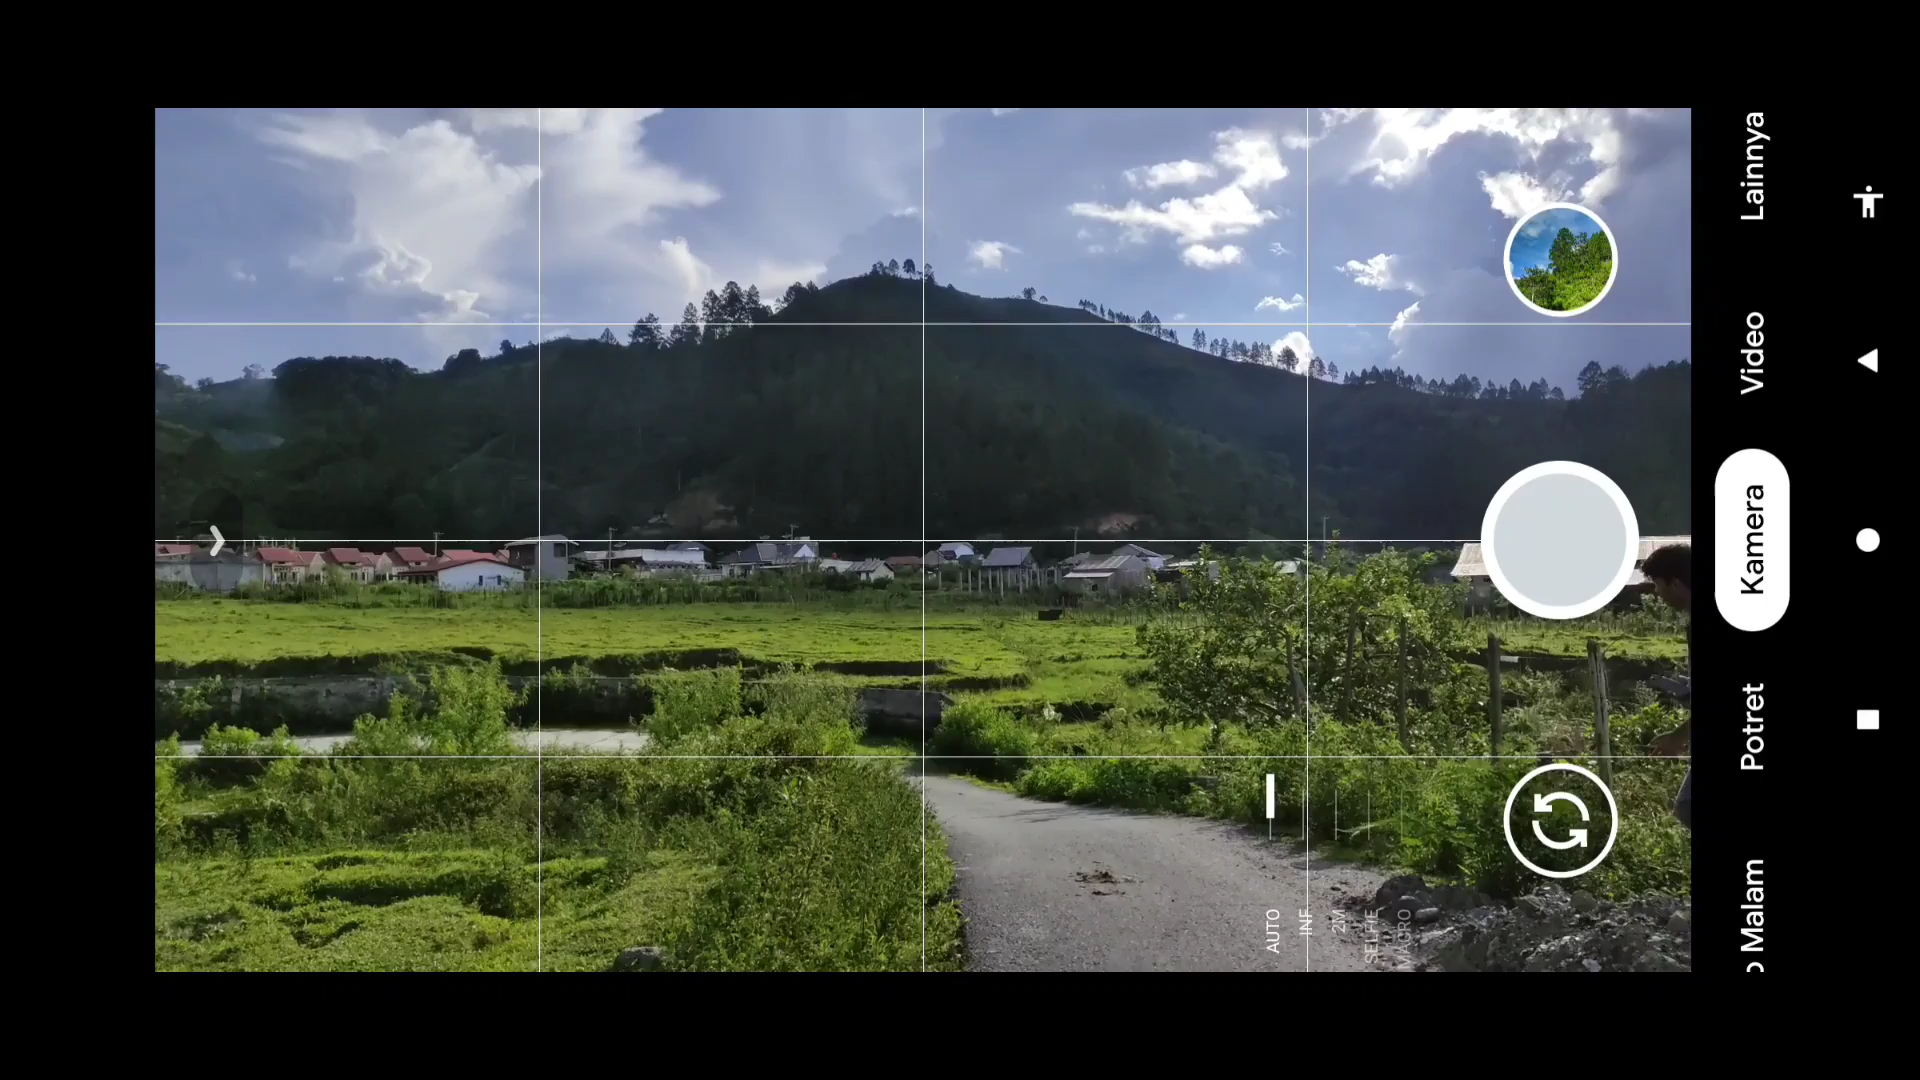 Lainnya
Video
Kamera
Potret
o Malam
AUTO
INF
2M
SELFIE
MACRO